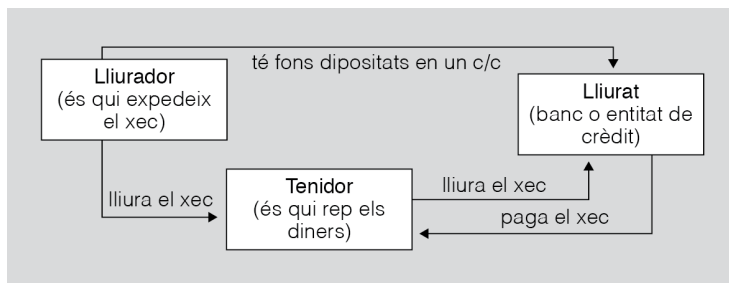 té fons dipositats en un c/c
Lliurador
(és qui expedeix
el xec)
Lliurat
(banc o entitat de
crèdit)
lliura el xec
Tenidor
(és qui rep els
diners)
lliura el xec
paga el xec